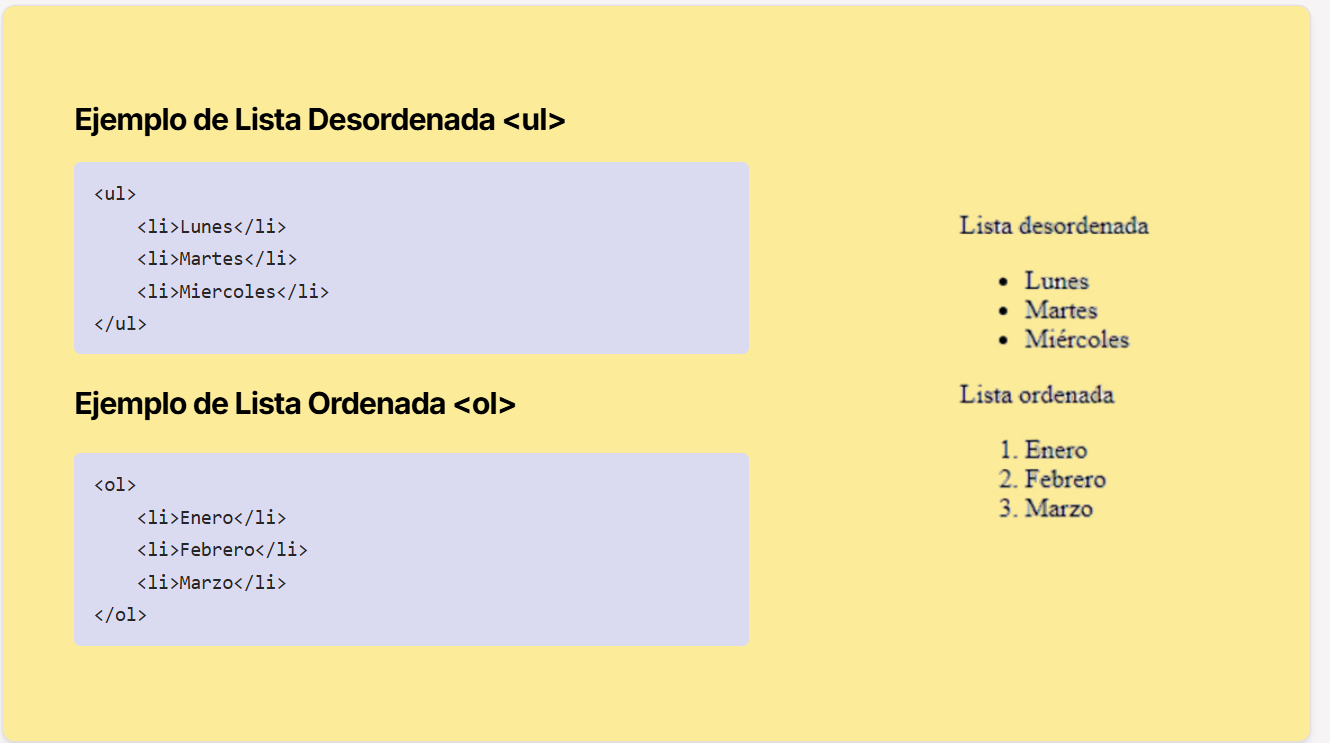 Ejemplo de Lista Desordenada <ul>
<ul>
    <li>Lunes</li>
    <li>Martes</li>
    <li>Miercoles</li>
</ul>
Ejemplo de Lista Ordenada <ol>
<ol>
    <li>Enero</li>
    <li>Febrero</li>
    <li>Marzo</li>
</ol>
Lista desordenada
• Lunes
• Martes
• Miércoles
Lista ordenada
1. Enero
2. Febrero
3. Marzo